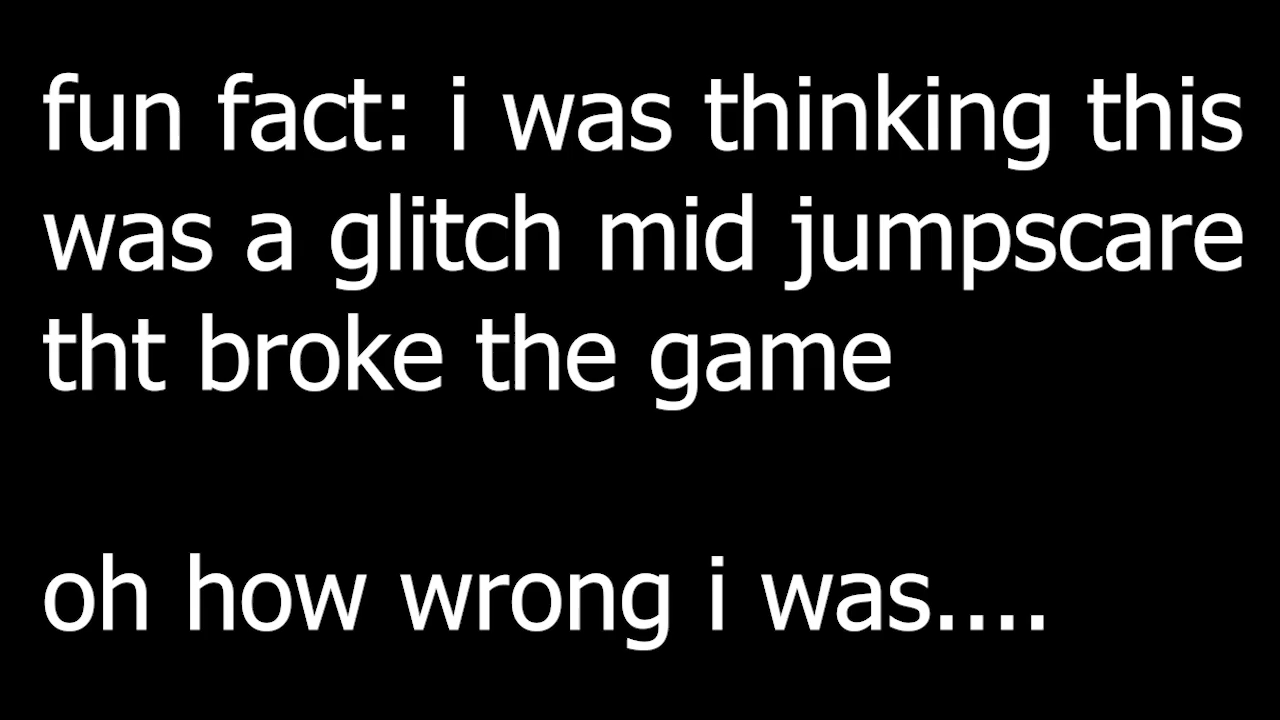 fun fact: i was thinking this
was a glitch mid jumpscare
tht broke the game
oh how wrong i was....